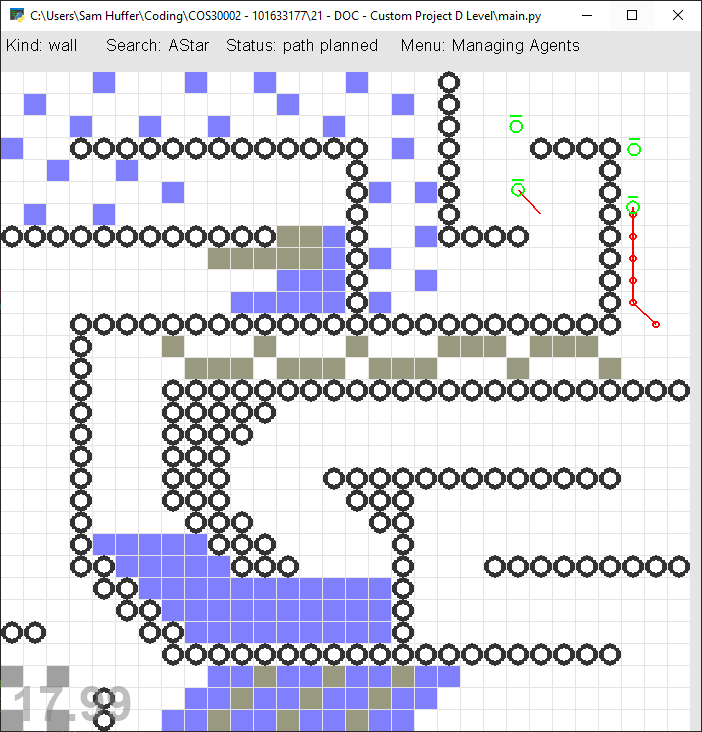 C:\Users\Sam Huffer\Coding\COS30002 - 101633177\21 - DOC - Custom Project D Level\main.py
Kind: wall Search: AStar Status: path planned Menu: Managing Agents
17.99